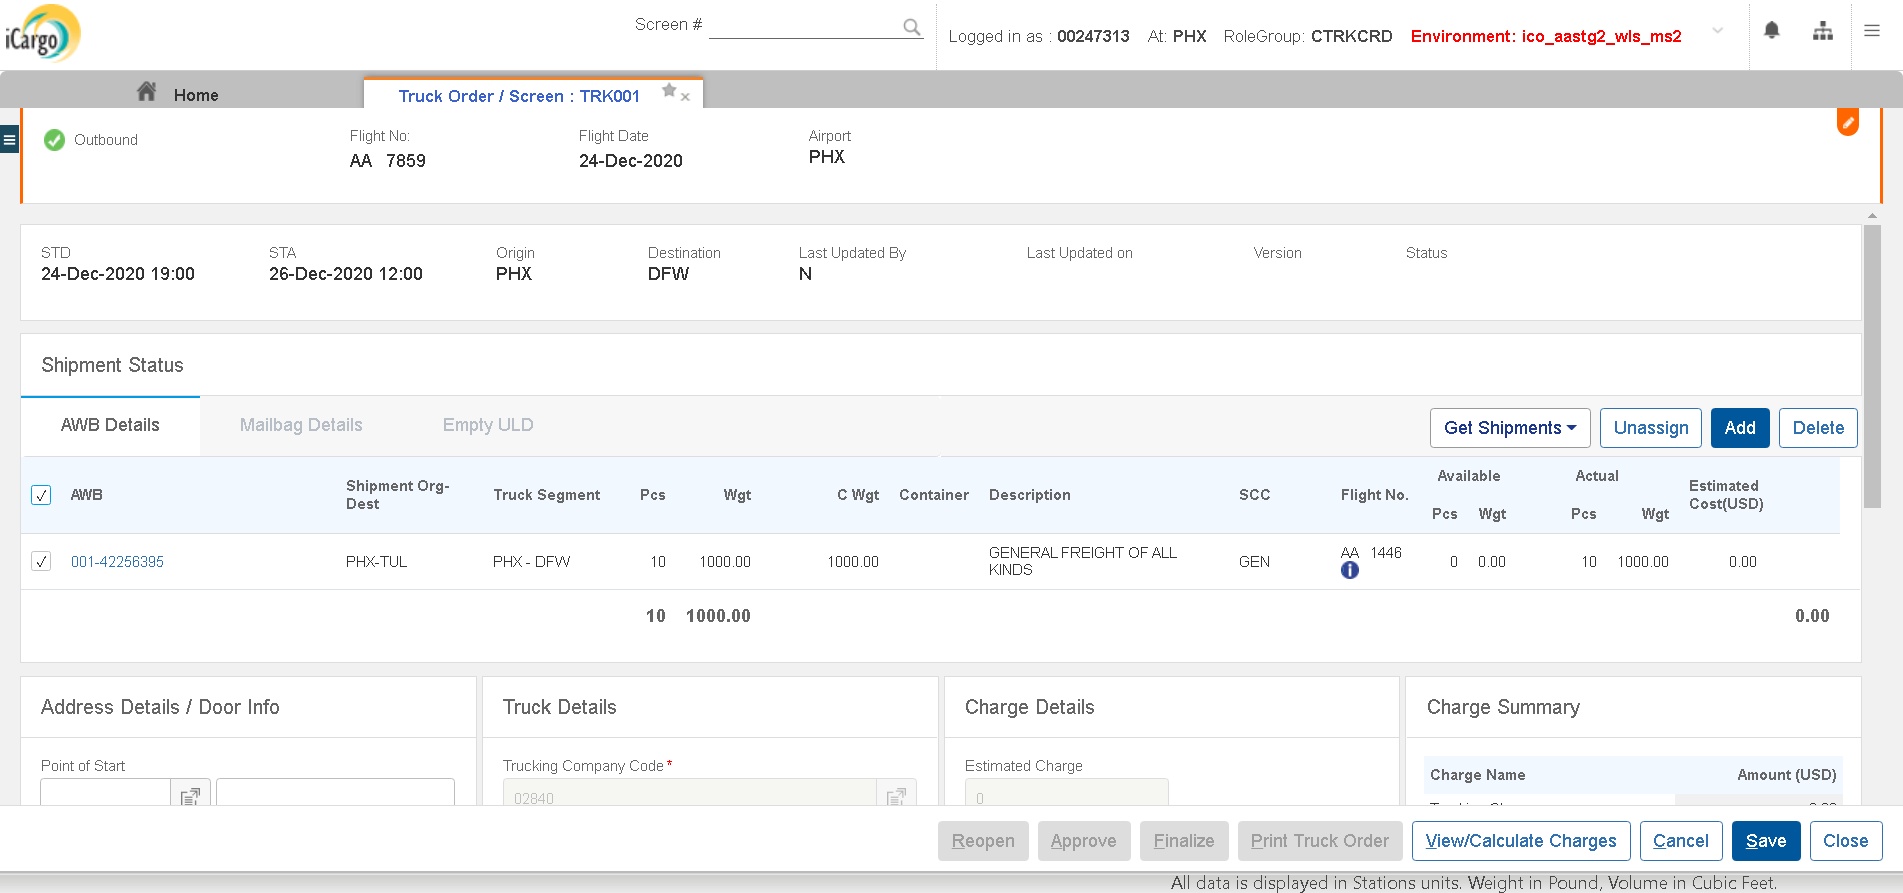 iCargo
Screen #
Logged in as : 00247313 At: PHX RoleGroup: CTRKCRD Environment: ico_aastg2_wls_ms2
Home
Truck Order / Screen : TRK001
Outbound
Flight No:
AA 7859
Flight Date
24-Dec-2020
Airport
PHX
STD
24-Dec-2020 19:00
STA
26-Dec-2020 12:00
Origin
PHX
Destination
DFW
Last Updated By
N
Last Updated on
Version
Status
Shipment Status
AWB Details Mailbag Details Empty ULD
Get Shipments Unassign Add Delete
AWB
Shipment Org-
Dest
Truck Segment Pcs Wgt C Wgt Container Description SCC Flight No.
Available
Pcs Wgt
Actual
Pcs Wgt
Estimated
Cost(USD)
001-42256395 PHX-TUL PHX - DFW 10 1000.00 1000.00
GENERAL FREIGHT OF ALL
KINDS
GEN
AA 1446
0 0.00 10 1000.00 0.00
10 1000.00 0.00
Address Details / Door Info
Point of Start
Truck Details
Trucking Company Code *
02840
Charge Details
Estimated Charge
0
Charge Summary
Charge Name Amount (USD)
Reopen Approve Finalize Print Truck Order View/Calculate Charges Cancel Save Close
All data is displayed in Stations units. Weight in Pound, Volume in Cubic Feet.